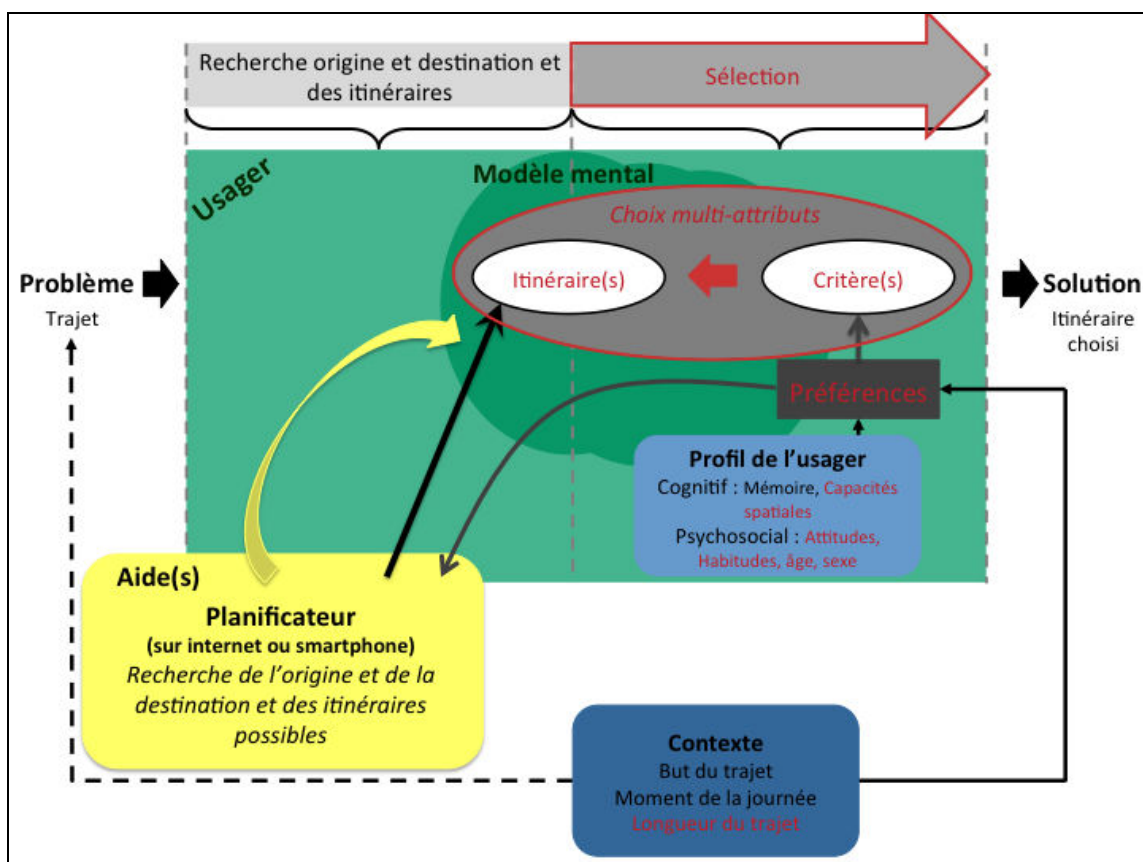 Recherche origine et destination et
des itinéraires
Sélection
Usager
Modèle mental
Choix multi-attributs
Itinéraire(s)
Critère(s)
Problème
Trajet
Solution
Itinéraire
choisi
Préférences
Profil de l'usager
Cognitif : Mémoire, Capacités
spatiales
Psychosocial : Attitudes,
Habitudes, âge, sexe
Aide(s)
Planificateur
(sur internet ou smartphone)
Recherche de l'origine et de la
destination et des itinéraires
possibles
Contexte
But du trajet
Moment de la journée
Longueur du trajet